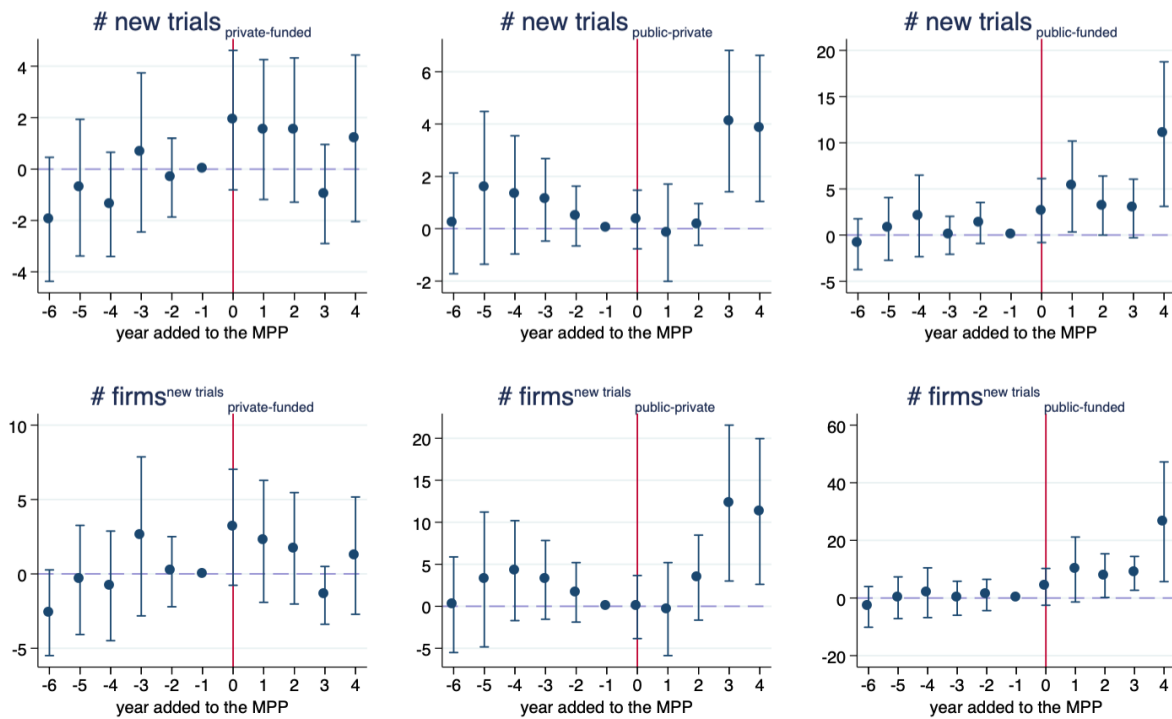 # new trials private-funded
4
2
0
-2
-4
-6 -5 -4 -3 -2 -1 0 1 2 3 4
year added to the MPP
# new trials public-private
6
4
2
0
-2
-6 -5 -4 -3 -2 -1 0 1 2 3 4
year added to the MPP
# new trials public-funded
20
15
10
5
0
-5
-6 -5 -4 -3 -2 -1 0 1 2 3 4
year added to the MPP
# firms new trials private-funded
10
5
0
-5
-6 -5 -4 -3 -2 -1 0 1 2 3 4
year added to the MPP
# firms new trials public-private
20
15
10
5
0
-5
-6 -5 -4 -3 -2 -1 0 1 2 3 4
year added to the MPP
# firms new trials public-funded
60
40
20
0
-20
-6 -5 -4 -3 -2 -1 0 1 2 3 4
year added to the MPP